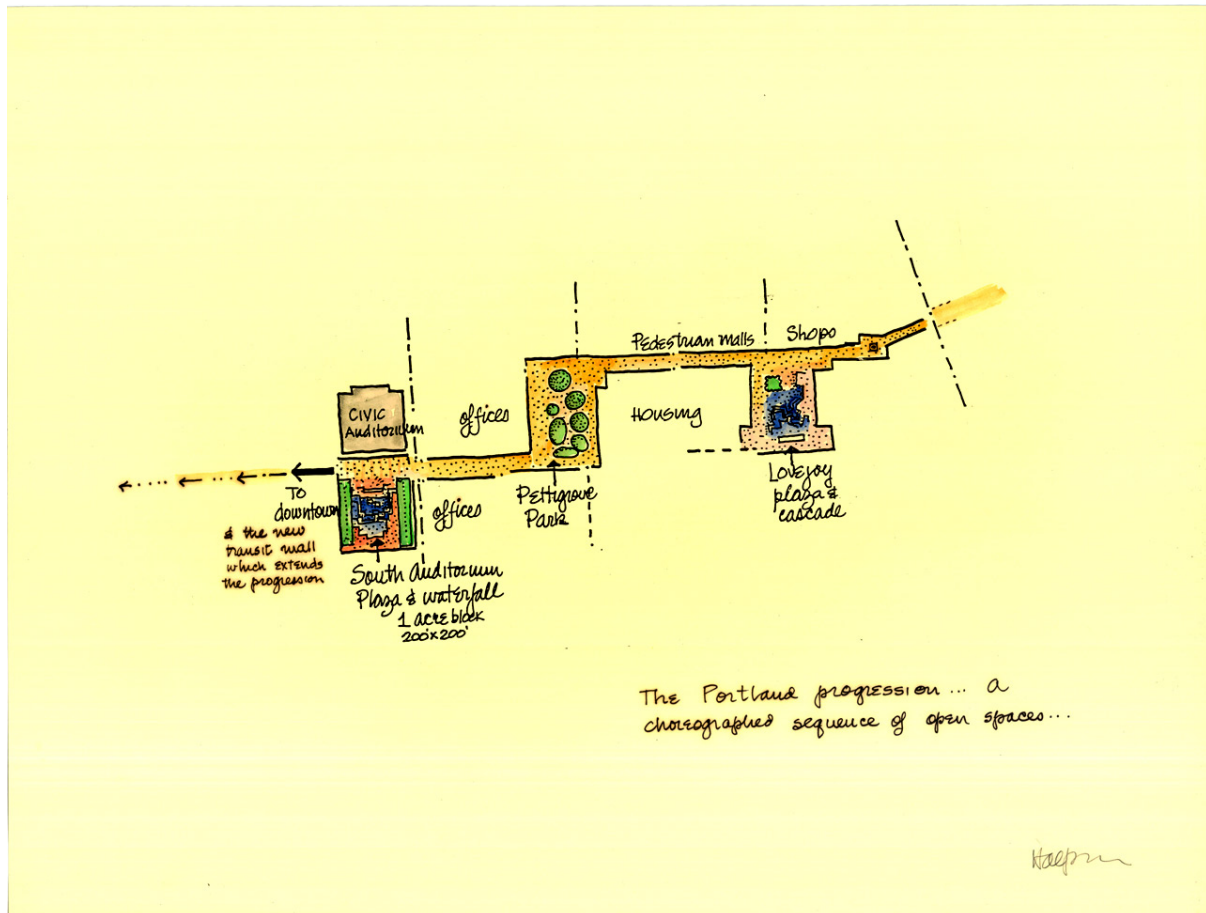 Pedestrian malls
Shops
CIVIC
Auditorium
offices
HOUSING
Lovejoy
plaza &
cascade
Pettigrove
Park
To
downtown
offices
& the new
transit mall
which extends
the progression
South Auditorium
Plaza & waterfall
1 acre block
200'x200'
The Portland progression... a
choreographed sequence of open spaces...
Halprin